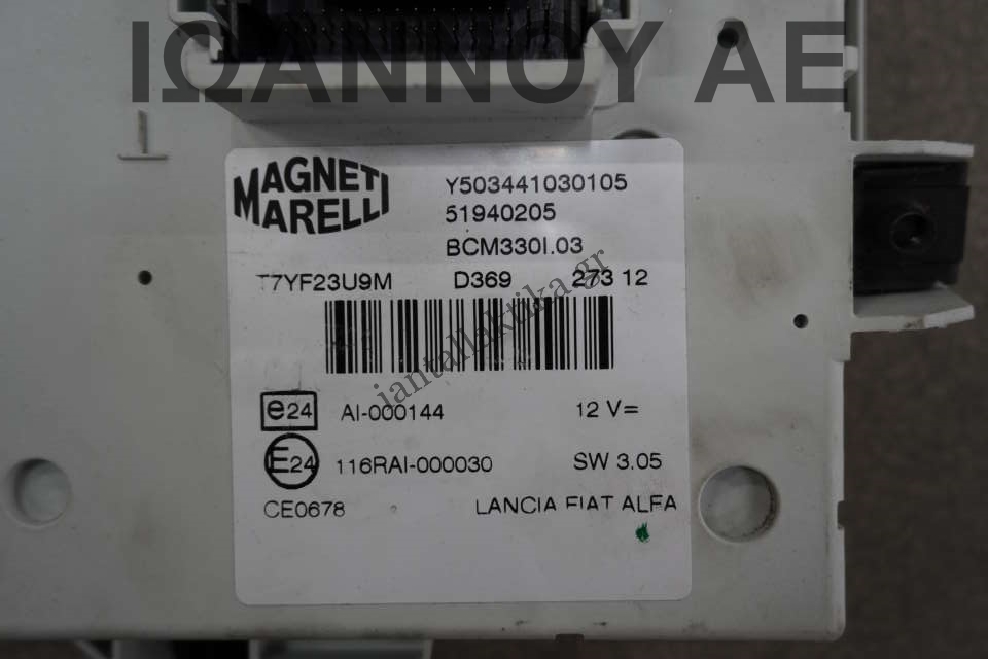 ΙΩΑΝΝΟΥ ΑΕ
MAGNETI
MARELLI
Y503441030105
51940205
BCM330I.03
T7YF23U9M D369 273 12
iantallaktika.gr
e24 AI-000144 12 V=
E24 116RAI-000030 SW 3.05
CE0678 LANCIA FIAT ALFA